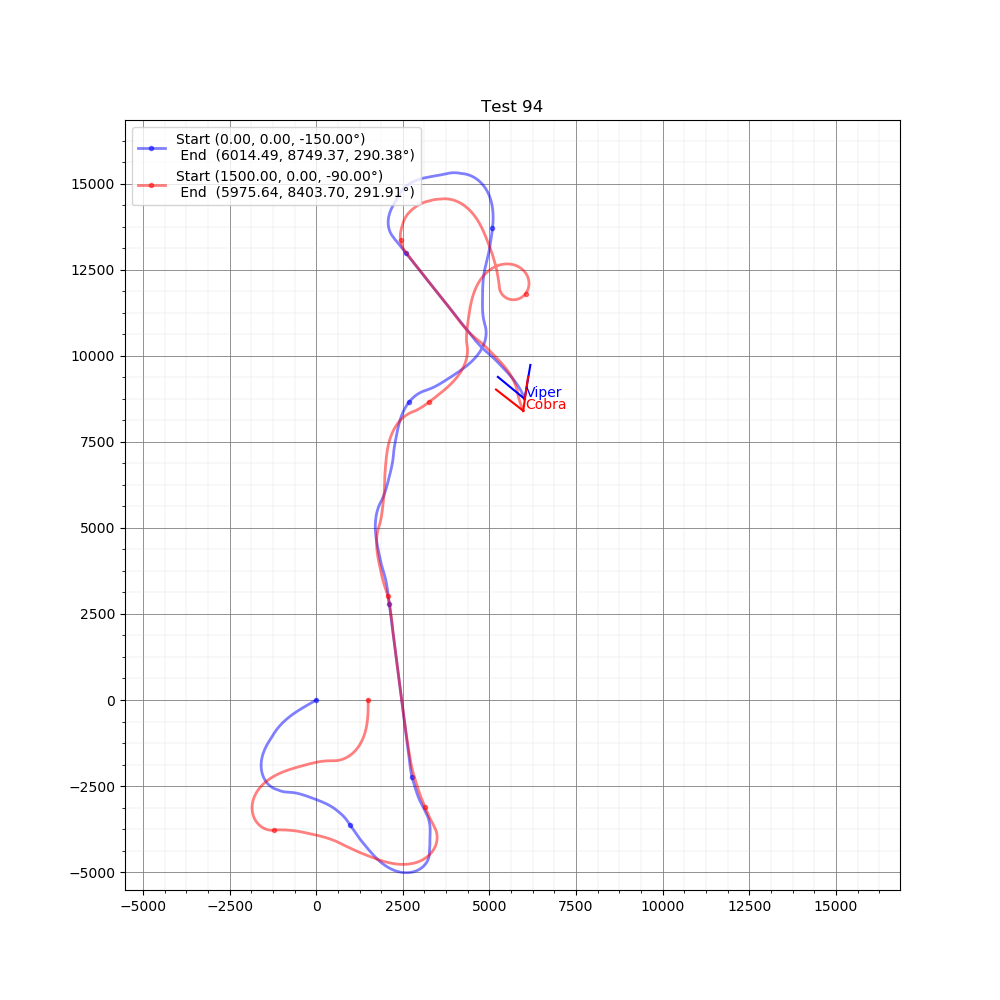 Test 94
Start (0.00, 0.00, -150.00°)
End (6014.49, 8749.37, 290.38°)
Start (1500.00, 0.00, -90.00°)
End (5975.64, 8403.70, 291.91°)
15000
12500
10000
7500
5000
2500
0
−2500
−5000
Viper
Cobra
−5000 −2500 0 2500 5000 7500 10000 12500 15000